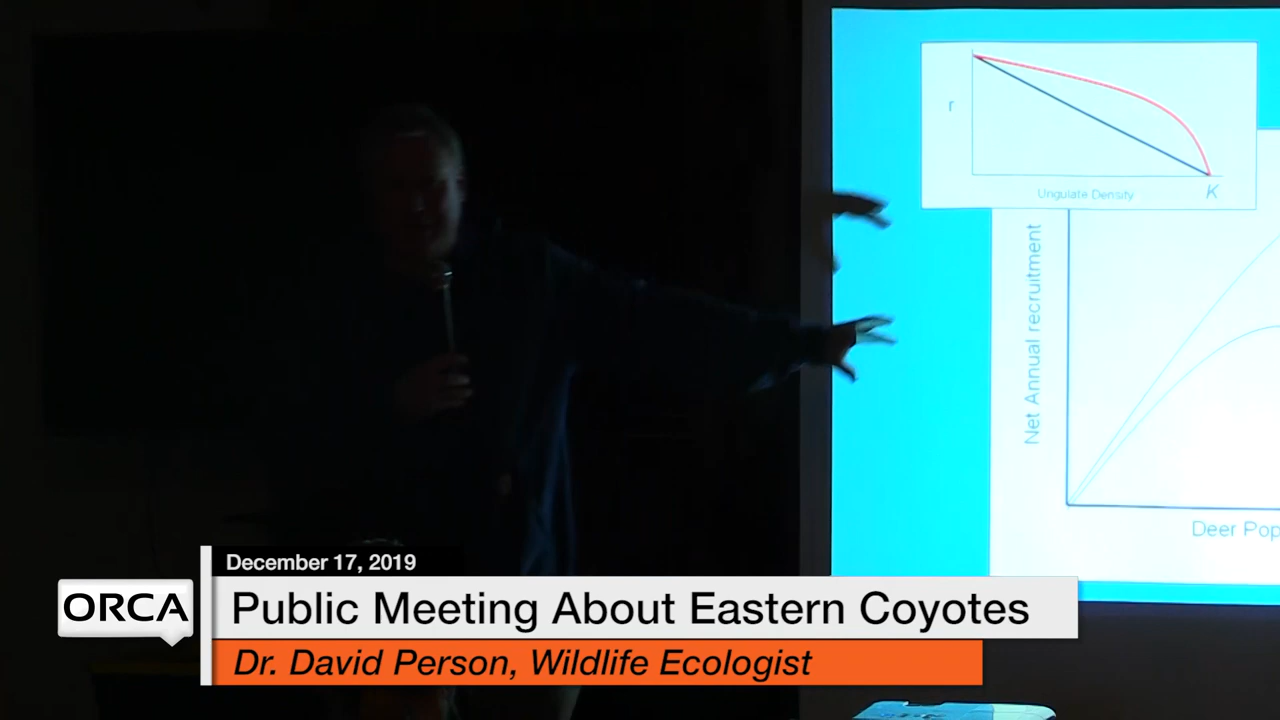 r
Ungulate Density
K
Net Annual recruitment
Deer Pop
December 17, 2019
ORCA
Public Meeting About Eastern Coyotes
Dr. David Person, Wildlife Ecologist